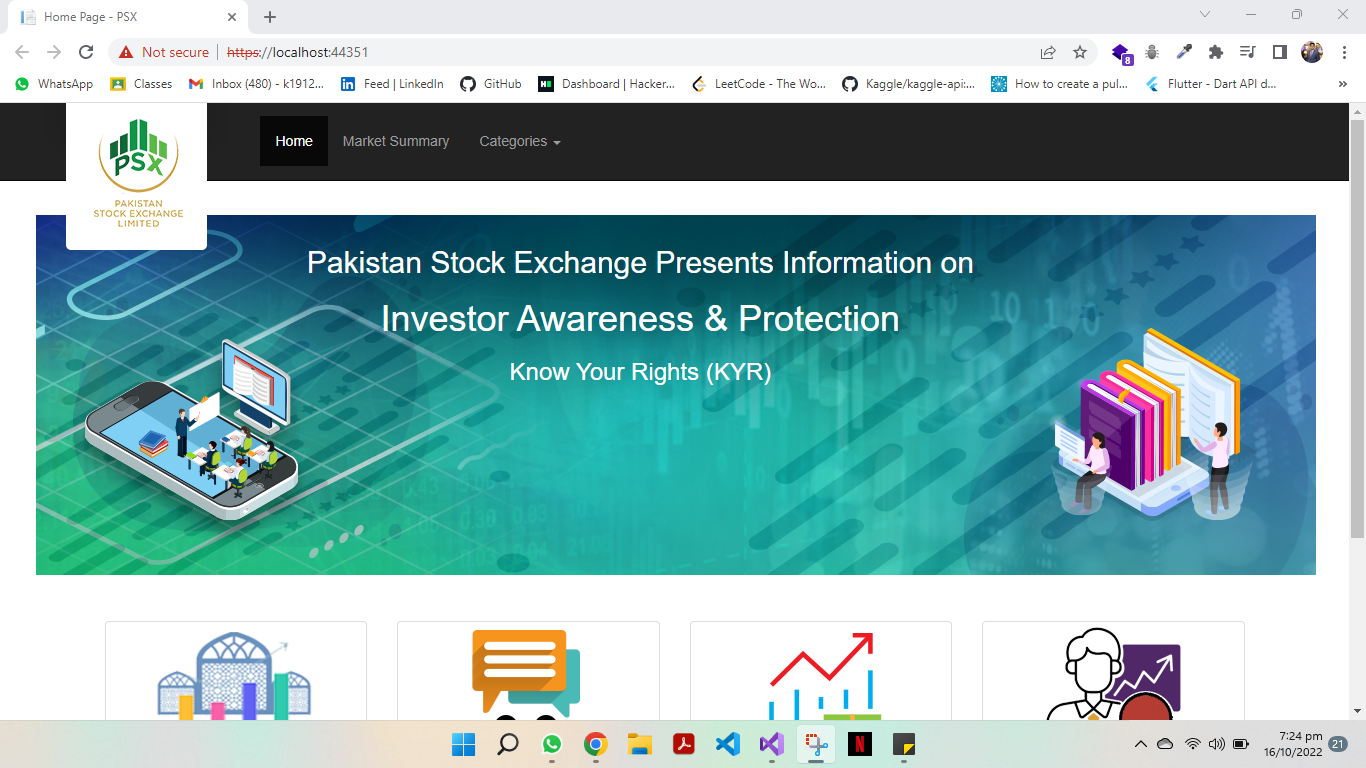 Home Page - PSX
Not secure
https://localhost:44351
8
WhatsApp
Classes
Inbox (480) - k1912...
Feed | LinkedIn
GitHub
Dashboard | Hacker...
LeetCode - The Wo...
Kaggle/kaggle-api:...
How to create a pul...
Flutter - Dart API d...
»
PSX
PAKISTAN
STOCK EXCHANGE
LIMITED
Home
Market Summary
Categories
Pakistan Stock Exchange Presents Information on
Investor Awareness & Protection
Know Your Rights (KYR)
7:24 pm
16/10/2022
21